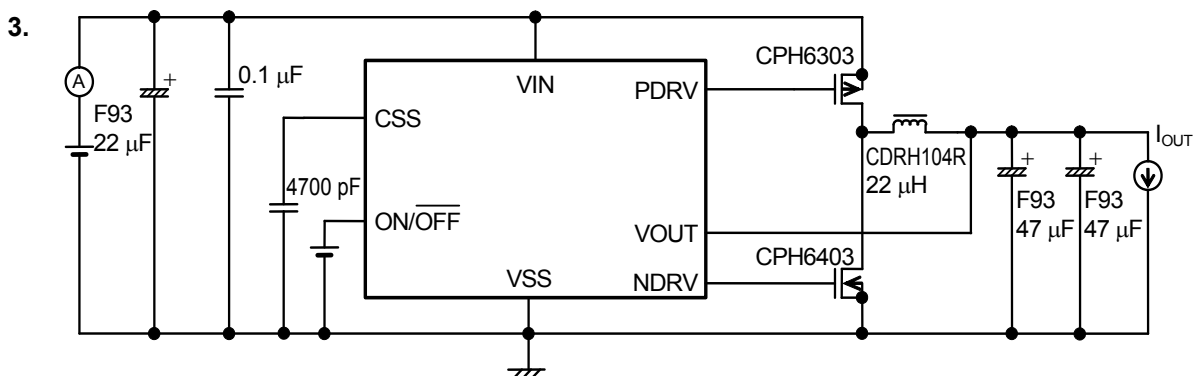 3.
A
F93
22 μF
0.1 μF
4700 pF
CSS
ON/OFF
VIN
VSS
PDRV
VOUT
NDRV
CPH6303
CPH6403
CDRH104R
22 μH
+
+
+
F93
47 μF
F93
47 μF
IOUT